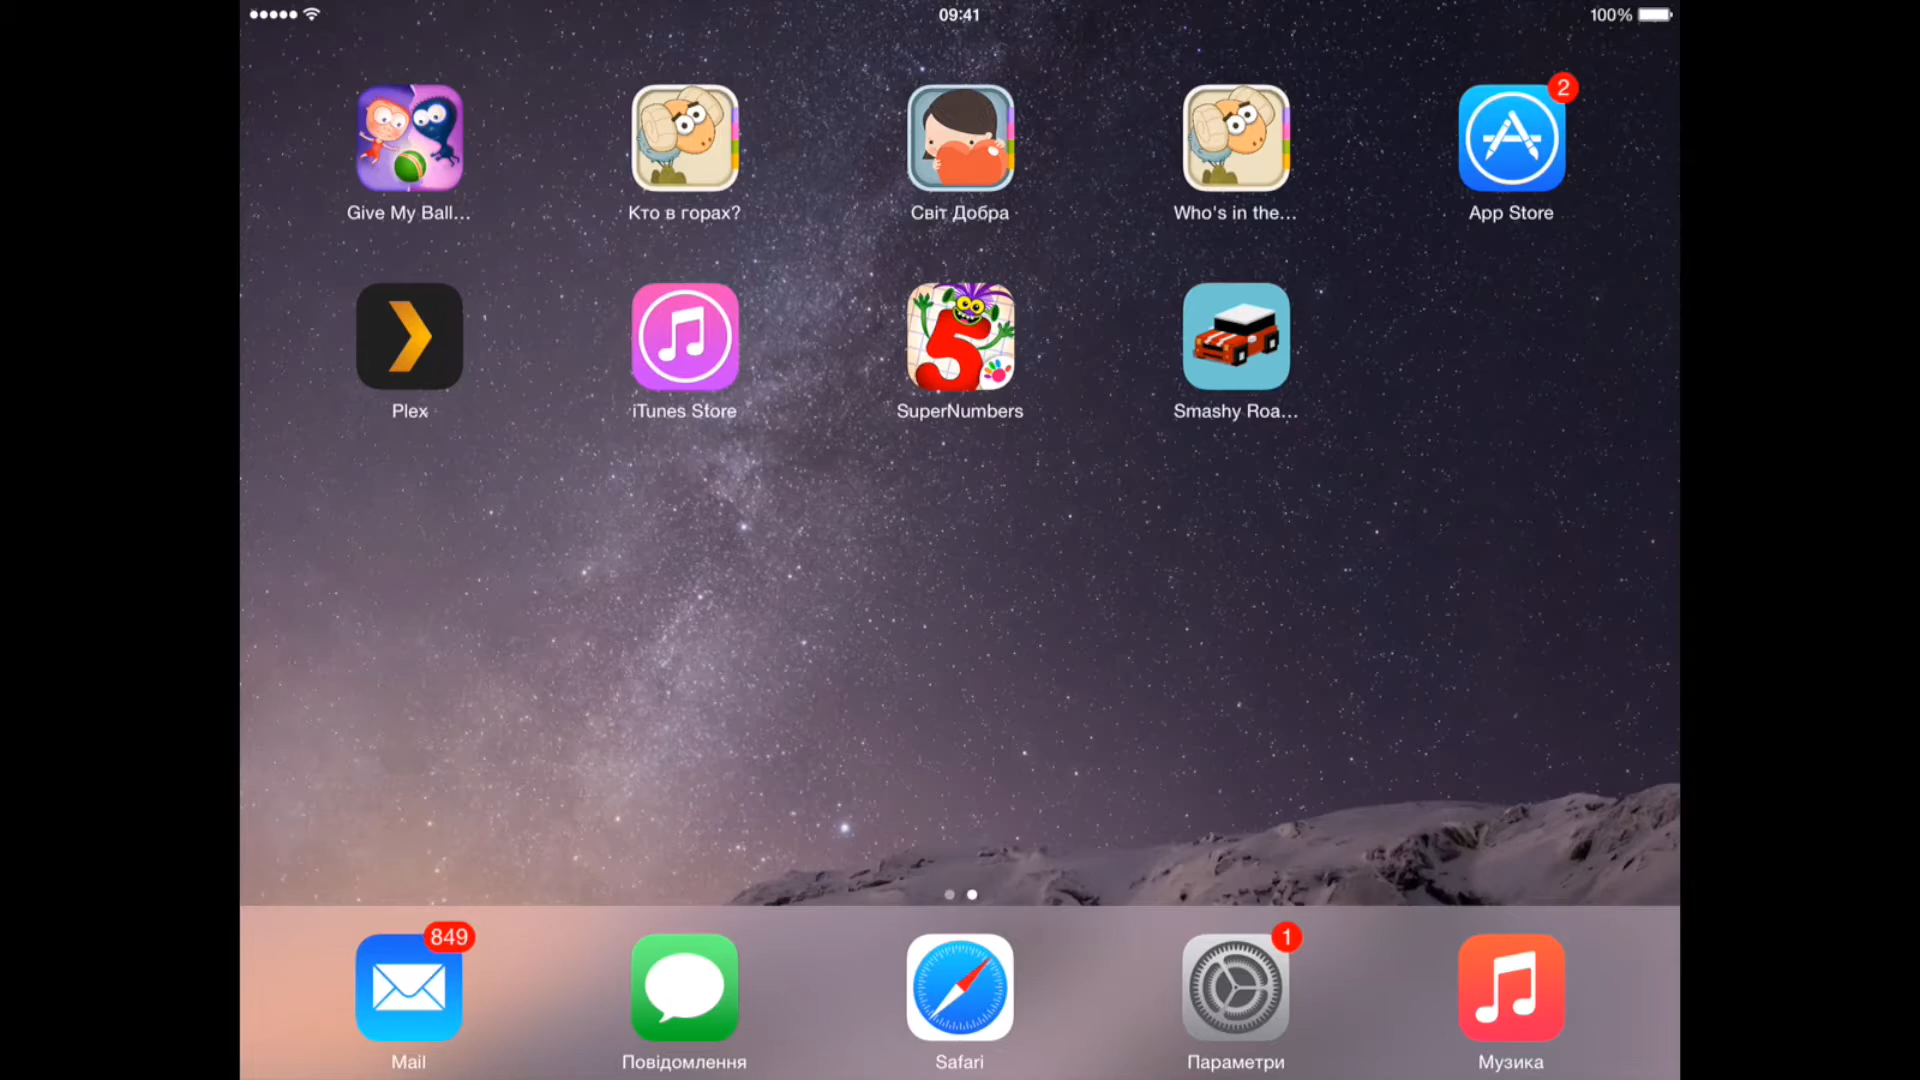 09:41
100%
2
Give My Ball...
Кто в горах?
Світ Добра
Who's in the...
App Store
5
Plex
iTunes Store
SuperNumbers
Smashy Roa...
849
1
Mail
Повідомлення
Safari
Параметри
Музика